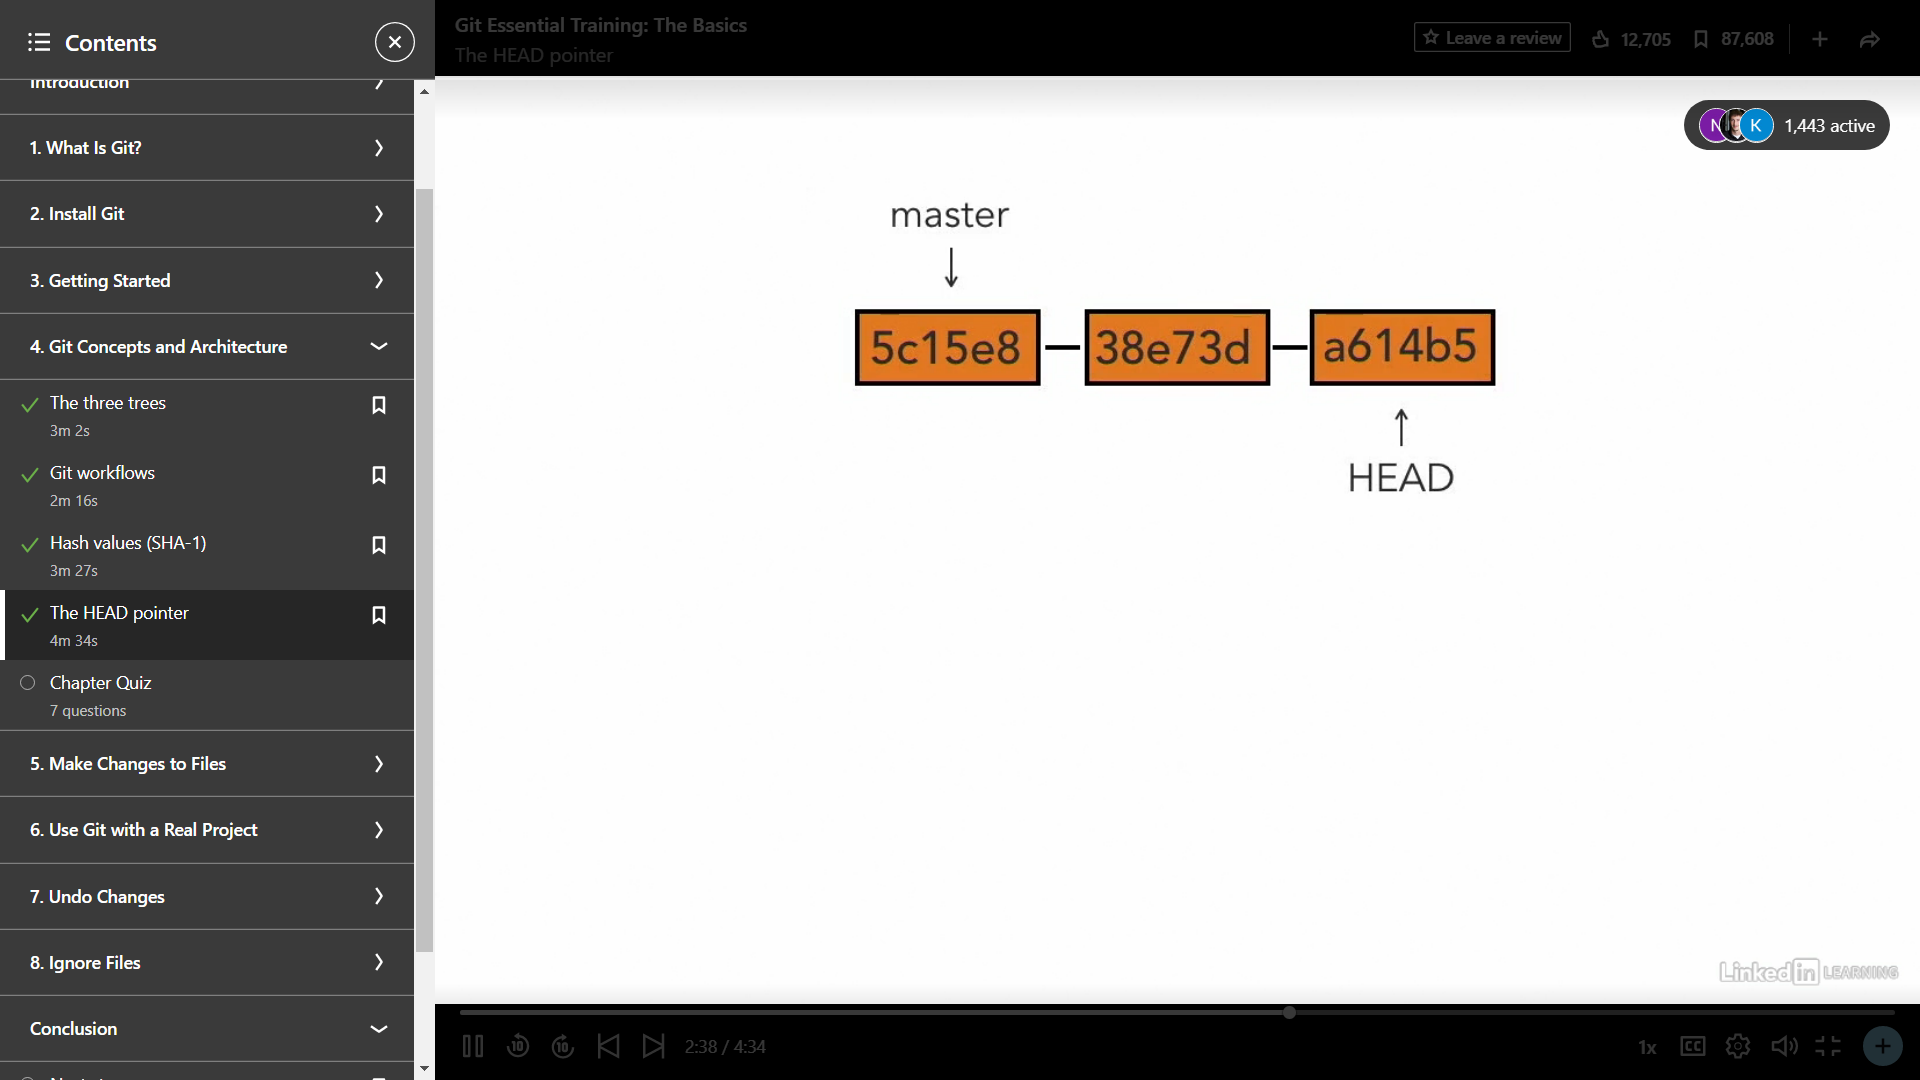 Contents
Introduction
1. What Is Git?
2. Install Git
3. Getting Started
4. Git Concepts and Architecture
The three trees
3m 2s
Git workflows
2m 16s
Hash values (SHA-1)
3m 27s
The HEAD pointer
4m 34s
Chapter Quiz
7 questions
5. Make Changes to Files
6. Use Git with a Real Project
7. Undo Changes
8. Ignore Files
Conclusion
Git Essential Training: The Basics
The HEAD pointer
Leave a review
12,705
87,608
N K 1,443 active
master
5c15e8 38e73d a614b5
HEAD
LinkedIn LEARNING
10 10 2:38 / 4:34
1x CC